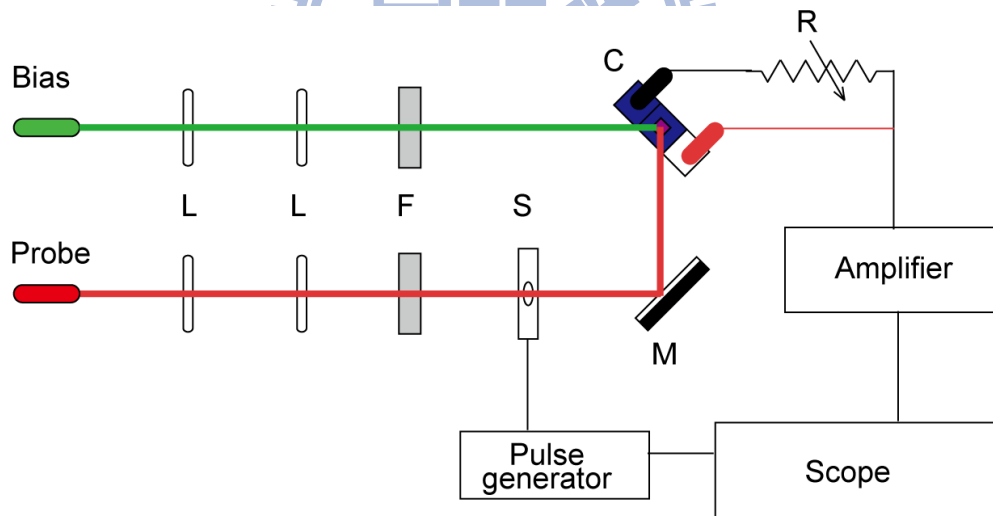 R
C
Bias
L
L
F
S
Probe
Amplifier
M
Pulse
generator
Scope